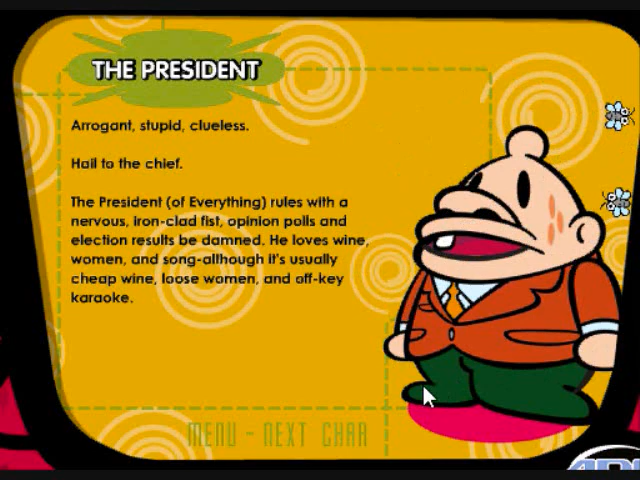 THE PRESIDENT
Arrogant, stupid, clueless.
Hail to the chief.
The President (of Everything) rules with a
nervous, iron-clad fist, opinion polls and
election results be damned. He loves wine,
women, and song-although it's usually
cheap wine, loose women, and off-key
karaoke.
MENU - NEXT CHAR